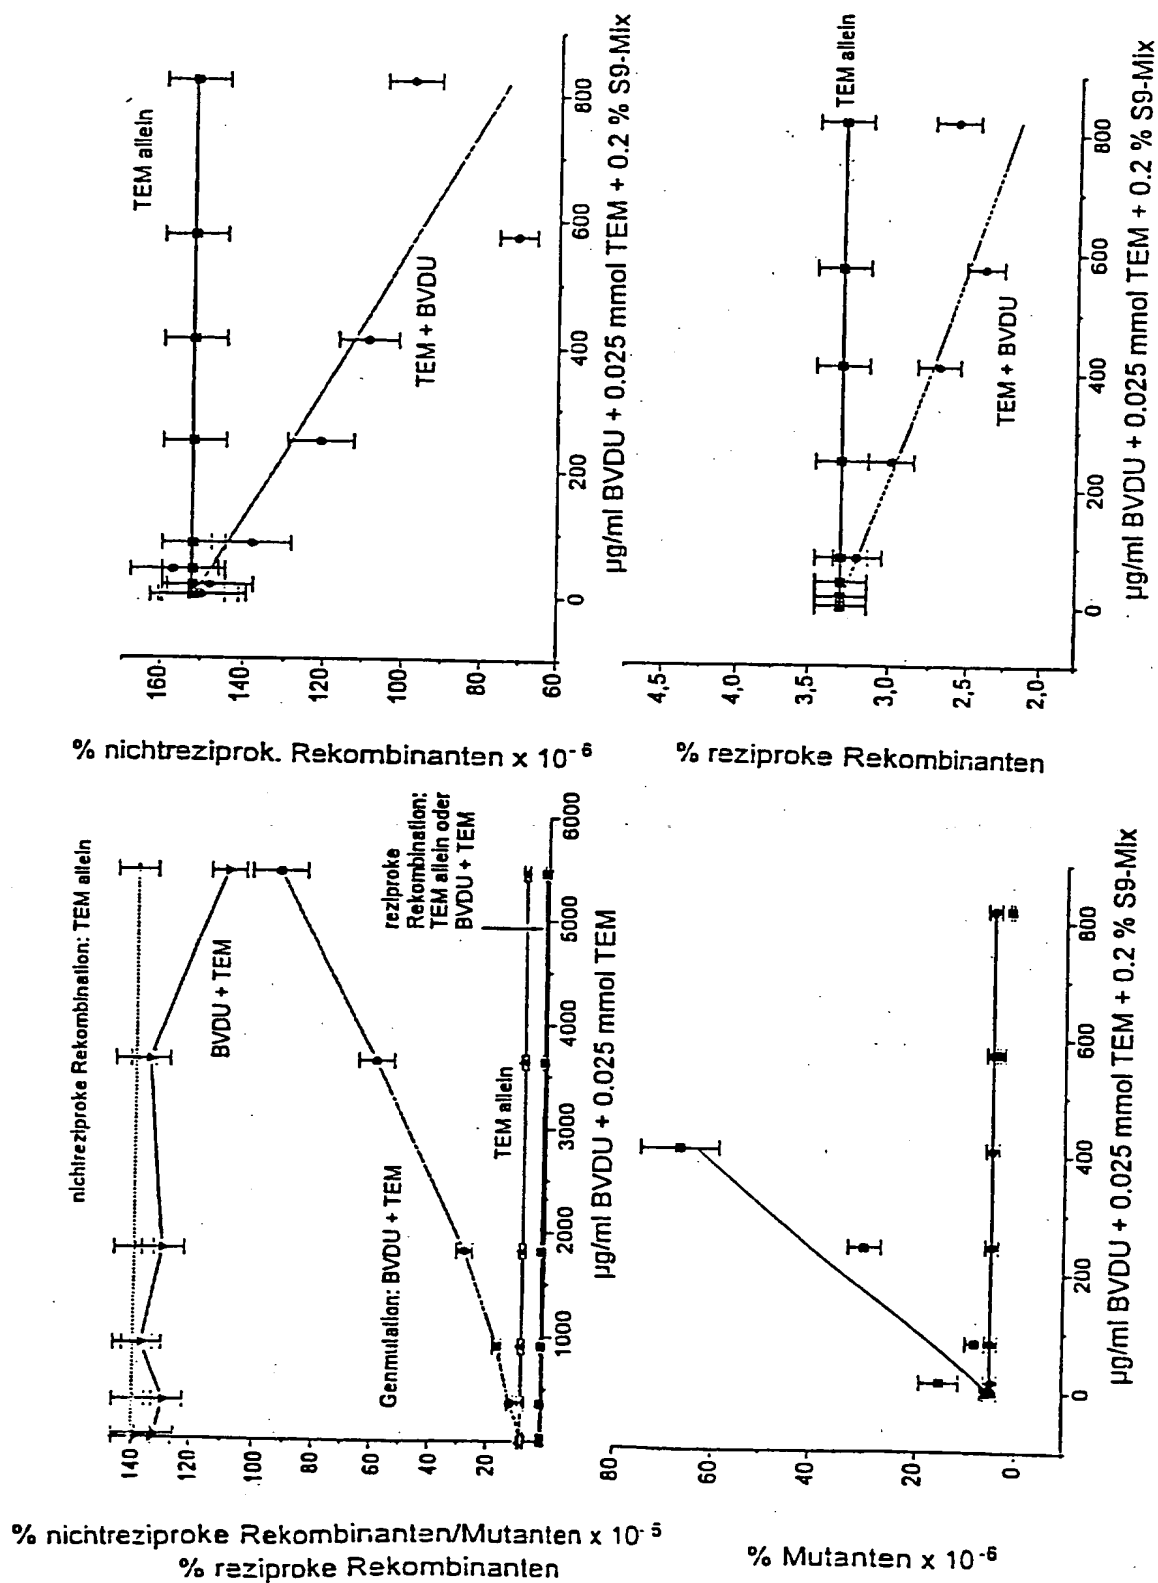 % nichtreziproke Rekombinanten/Mutanten x 10⁻⁵
% reziproke Rekombinanten
140
100
80
60
40
20
1000
2000
3000
4000
5000
6000
µg/ml BVDU + 0.025 mmol TEM
nichtreziproke Rekombination: TEM allein
BVDU + TEM
Genmutation: BVDU + TEM
TEM allein
reziproke
Rekombination:
TEM allein oder
BVDU + TEM
% nichtreziprok. Rekombinanten x 10⁻⁶
160
140
120
100
80
60
0
200
400
600
800
µg/ml BVDU + 0.025 mmol TEM + 0.2 % S9-Mix
TEM allein
TEM + BVDU
% Mutanten x 10⁻⁶
80
60
40
20
0
0
200
400
600
800
µg/ml BVDU + 0.025 mmol TEM + 0.2 % S9-Mix
% reziproke Rekombinanten
4,5
4,0
3,5
3,0
2,5
2,0
0
200
400
600
800
µg/ml BVDU + 0.025 mmol TEM + 0.2 % S9-Mix
TEM allein
TEM + BVDU